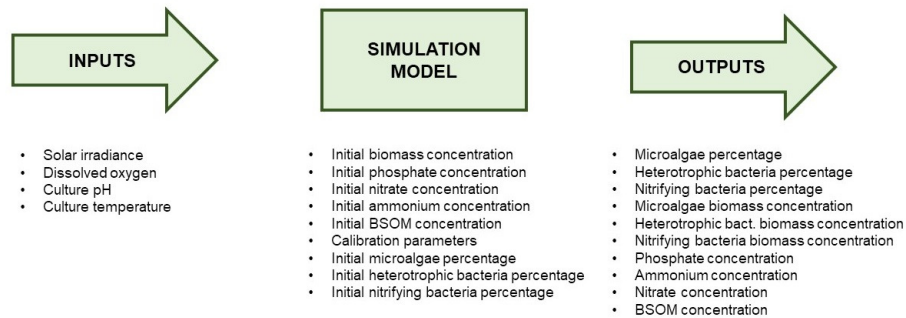 INPUTS
• Solar irradiance
• Dissolved oxygen
• Culture pH
• Culture temperature
SIMULATION
MODEL
• Initial biomass concentration
• Initial phosphate concentration
• Initial nitrate concentration
• Initial ammonium concentration
• Initial BSOM concentration
• Calibration parameters
• Initial microalgae percentage
• Initial heterotrophic bacteria percentage
• Initial nitrifying bacteria percentage
OUTPUTS
• Microalgae percentage
• Heterotrophic bacteria percentage
• Nitrifying bacteria percentage
• Microalgae biomass concentration
• Heterotrophic bact. biomass concentration
• Nitrifying bacteria biomass concentration
• Phosphate concentration
• Ammonium concentration
• Nitrate concentration
• BSOM concentration